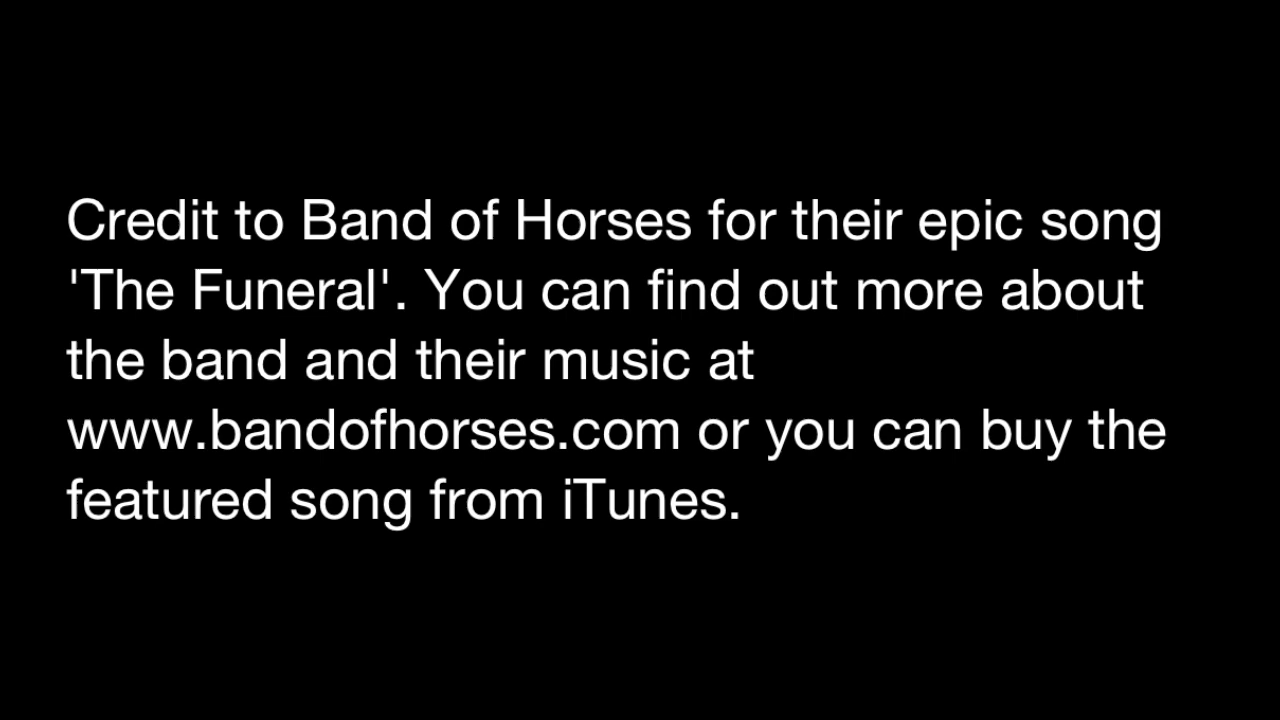 Credit to Band of Horses for their epic song
'The Funeral'. You can find out more about
the band and their music at
www.bandofhorses.com or you can buy the
featured song from iTunes.